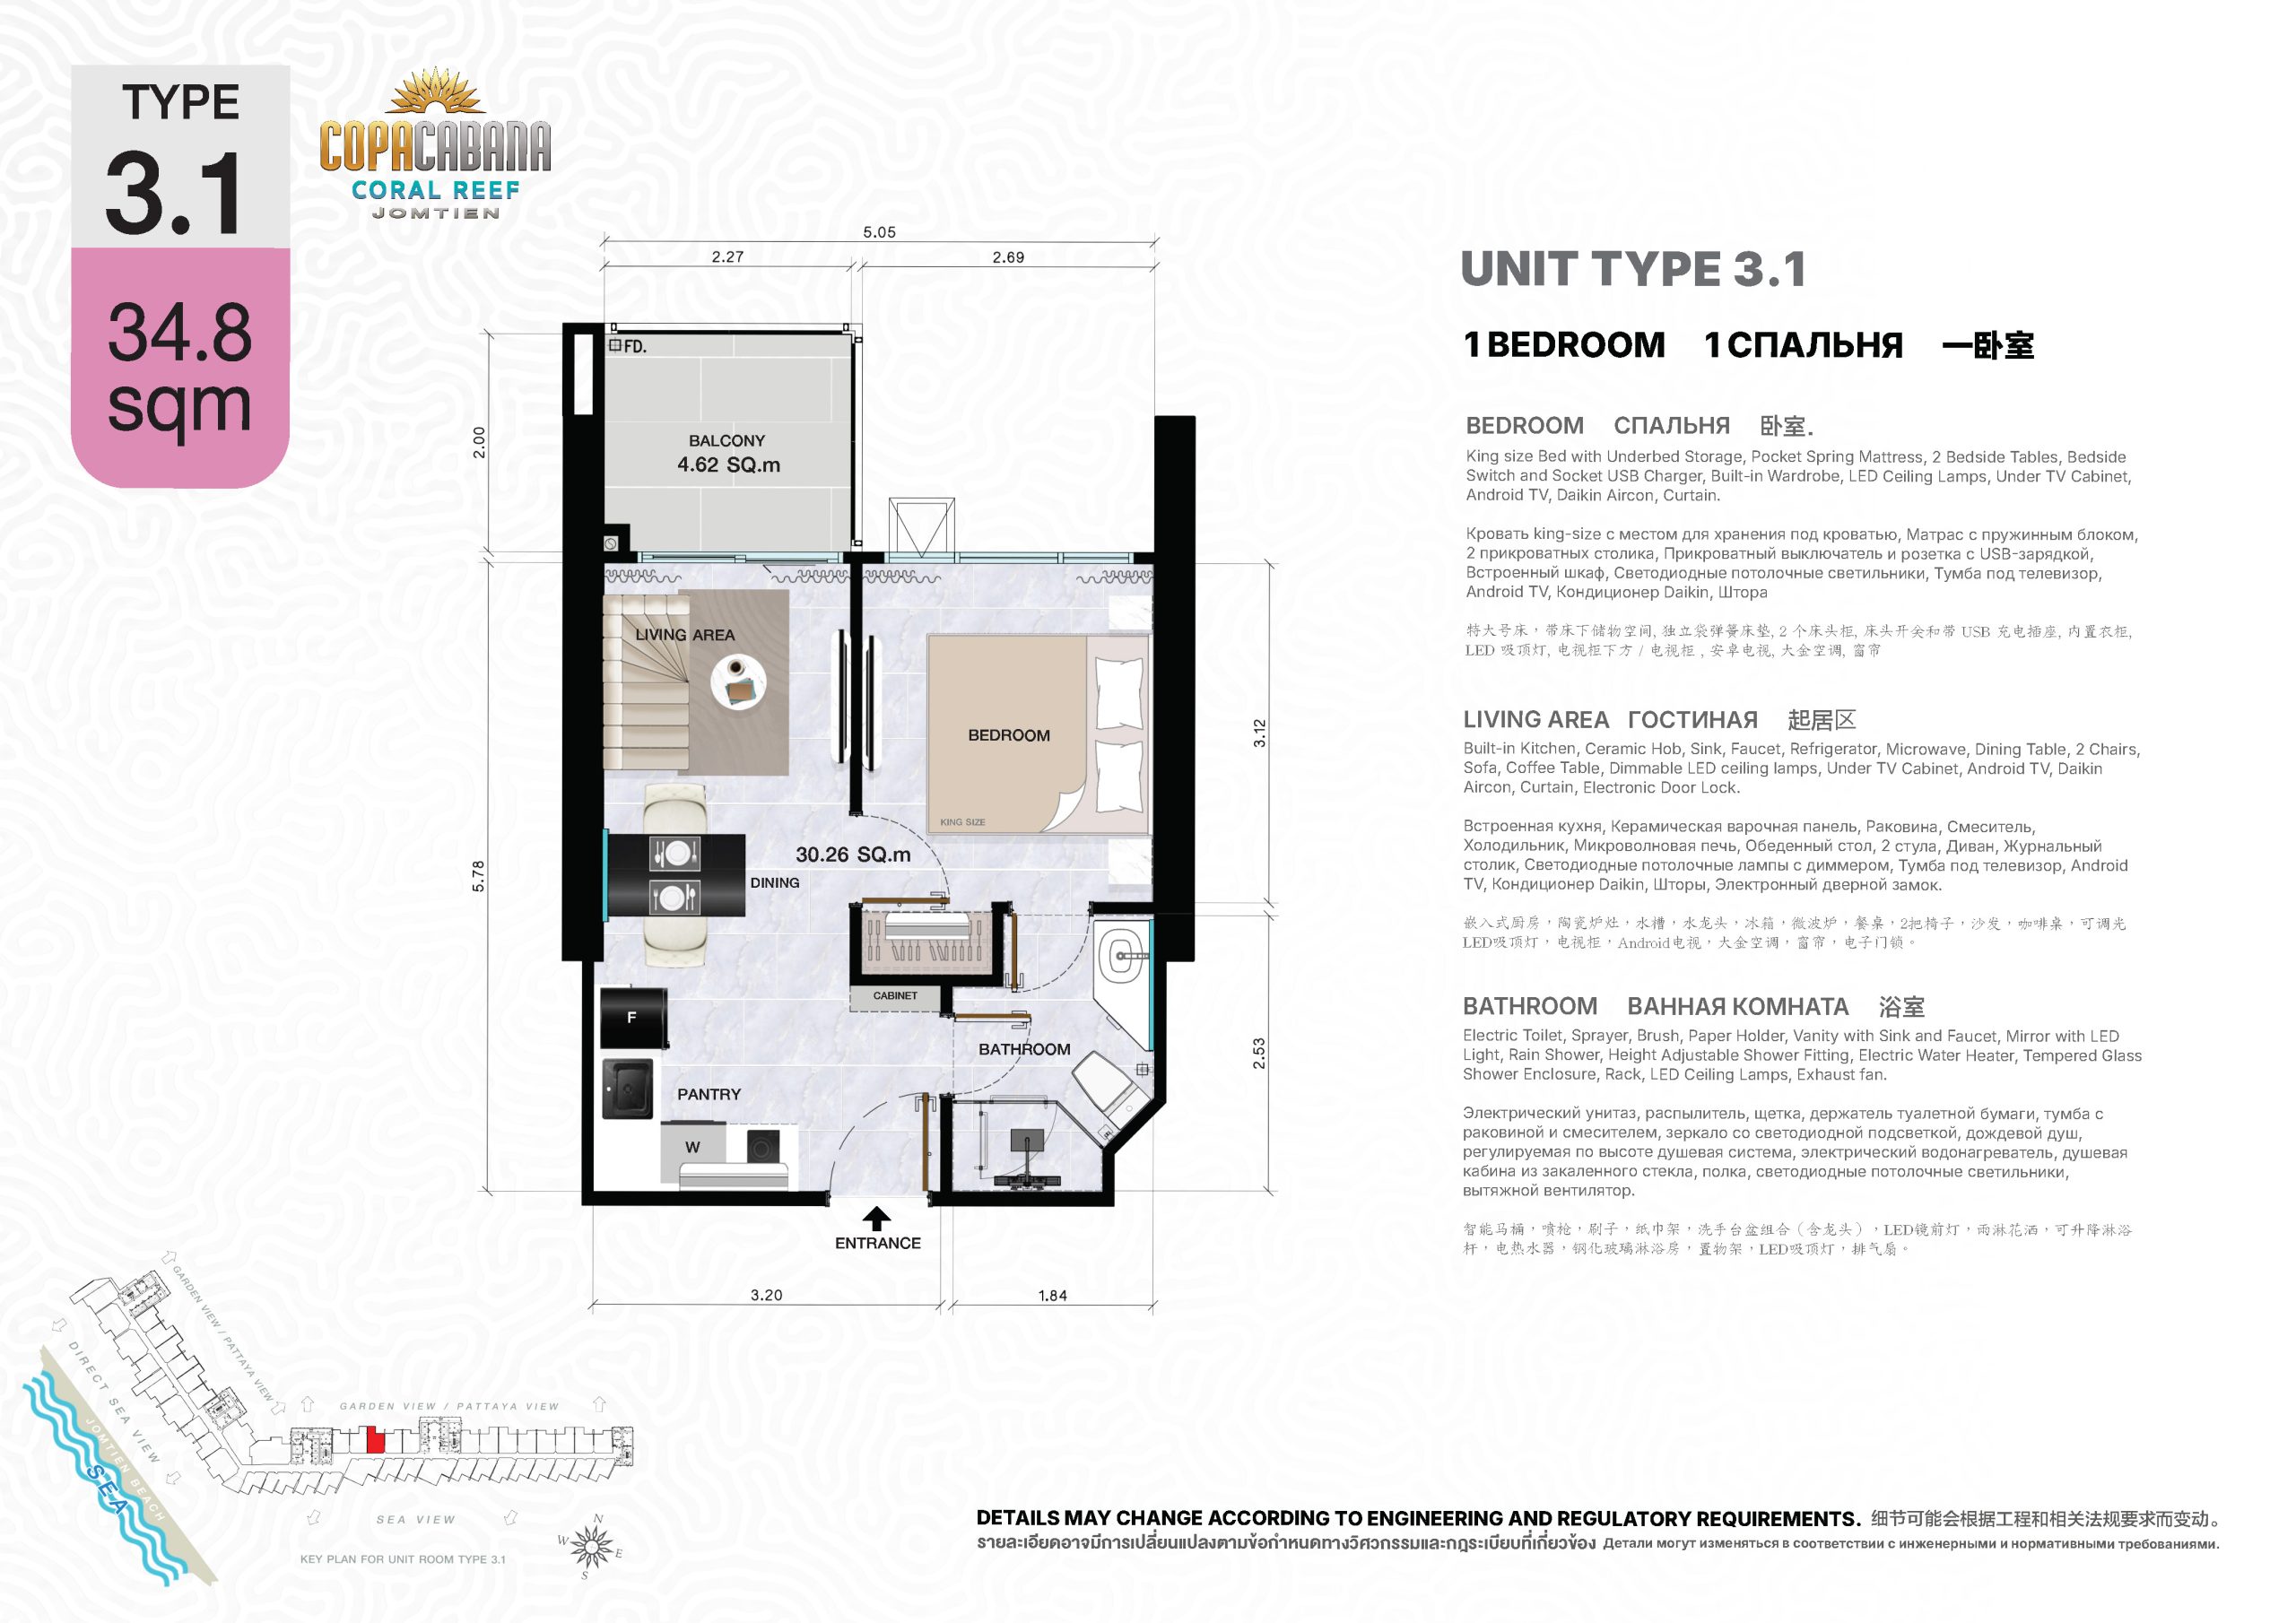 TYPE
3.1
34.8
sqm
COPACABANA
CORAL REEF
JOMTIEN
5.05
2.27
2.69
2.00
5.78
3.12
2.53
3.20
1.84
FD.
BALCONY
4.62 SQ.m
LIVING AREA
BEDROOM
KING SIZE
30.26 SQ.m
DINING
CABINET
F
BATHROOM
PANTRY
W
ENTRANCE
UNIT TYPE 3.1
1 BEDROOM 1 СПАЛЬНЯ 一卧室
BEDROOM СПАЛЬНЯ 卧室.
King size Bed with Underbed Storage, Pocket Spring Mattress, 2 Bedside Tables, Bedside
Switch and Socket USB Charger, Built-in Wardrobe, LED Ceiling Lamps, Under TV Cabinet,
Android TV, Daikin Aircon, Curtain.
Кровать king-size с местом для хранения под кроватью, Матрас с пружинным блоком,
2 прикроватных столика, Прикроватный выключатель и розетка с USB-зарядкой,
Встроенный шкаф, Светодиодные потолочные светильники, Тумба под телевизор,
Android TV, Кондиционер Daikin, Штора
特大号床，带床下储物空间, 独立袋弹簧床垫, 2 个床头柜, 床头开关和带 USB 充电插座, 内置衣柜,
LED 吸顶灯, 电视柜下方 / 电视柜 , 安卓电视, 大金空调, 窗帘
LIVING AREA ГОСТИНАЯ 起居区
Built-in Kitchen, Ceramic Hob, Sink, Faucet, Refrigerator, Microwave, Dining Table, 2 Chairs,
Sofa, Coffee Table, Dimmable LED ceiling lamps, Under TV Cabinet, Android TV, Daikin
Aircon, Curtain, Electronic Door Lock.
Встроенная кухня, Керамическая варочная панель, Раковина, Смеситель,
Холодильник, Микроволновая печь, Обеденный стол, 2 стула, Диван, Журнальный
столик, Светодиодные потолочные лампы с диммером, Тумба под телевизор, Android
TV, Кондиционер Daikin, Шторы, Электронный дверной замок.
嵌入式厨房，陶瓷炉灶，水槽，水龙头，冰箱，微波炉，餐桌，2把椅子，沙发，咖啡桌，可调光
LED吸顶灯，电视柜，Android电视，大金空调，窗帘，电子门锁。
BATHROOM ВАННАЯ КОМНАТА 浴室
Electric Toilet, Sprayer, Brush, Paper Holder, Vanity with Sink and Faucet, Mirror with LED
Light, Rain Shower, Height Adjustable Shower Fitting, Electric Water Heater, Tempered Glass
Shower Enclosure, Rack, LED Ceiling Lamps, Exhaust fan.
Электрический унитаз, распылитель, щетка, держатель туалетной бумаги, тумба с
раковиной и смесителем, зеркало со светодиодной подсветкой, дождевой душ,
регулируемая по высоте душевая система, электрический водонагреватель, душевая
кабина из закаленного стекла, полка, светодиодные потолочные светильники,
вытяжной вентилятор.
智能马桶，喷枪，刷子，纸巾架，洗手台盆组合（含龙头），LED镜前灯，雨淋花洒，可升降淋浴
杆，电热水器，钢化玻璃淋浴房，置物架，LED吸顶灯，排气扇。
GARDEN VIEW / PATTAYA VIEW
DIRECT SEA VIEW
JOMTIEN BEACH
SEA
GARDEN VIEW / PATTAYA VIEW
SEA VIEW
N
W
E
S
KEY PLAN FOR UNIT ROOM TYPE 3.1
DETAILS MAY CHANGE ACCORDING TO ENGINEERING AND REGULATORY REQUIREMENTS. 细节可能会根据工程和相关法规要求而变动。
รายละเอียดอาจมีการเปลี่ยนแปลงตามข้อกำหนดทางวิศวกรรมและกฎระเบียบที่เกี่ยวข้อง Детали могут изменяться в соответствии с инженерными и нормативными требованиями.